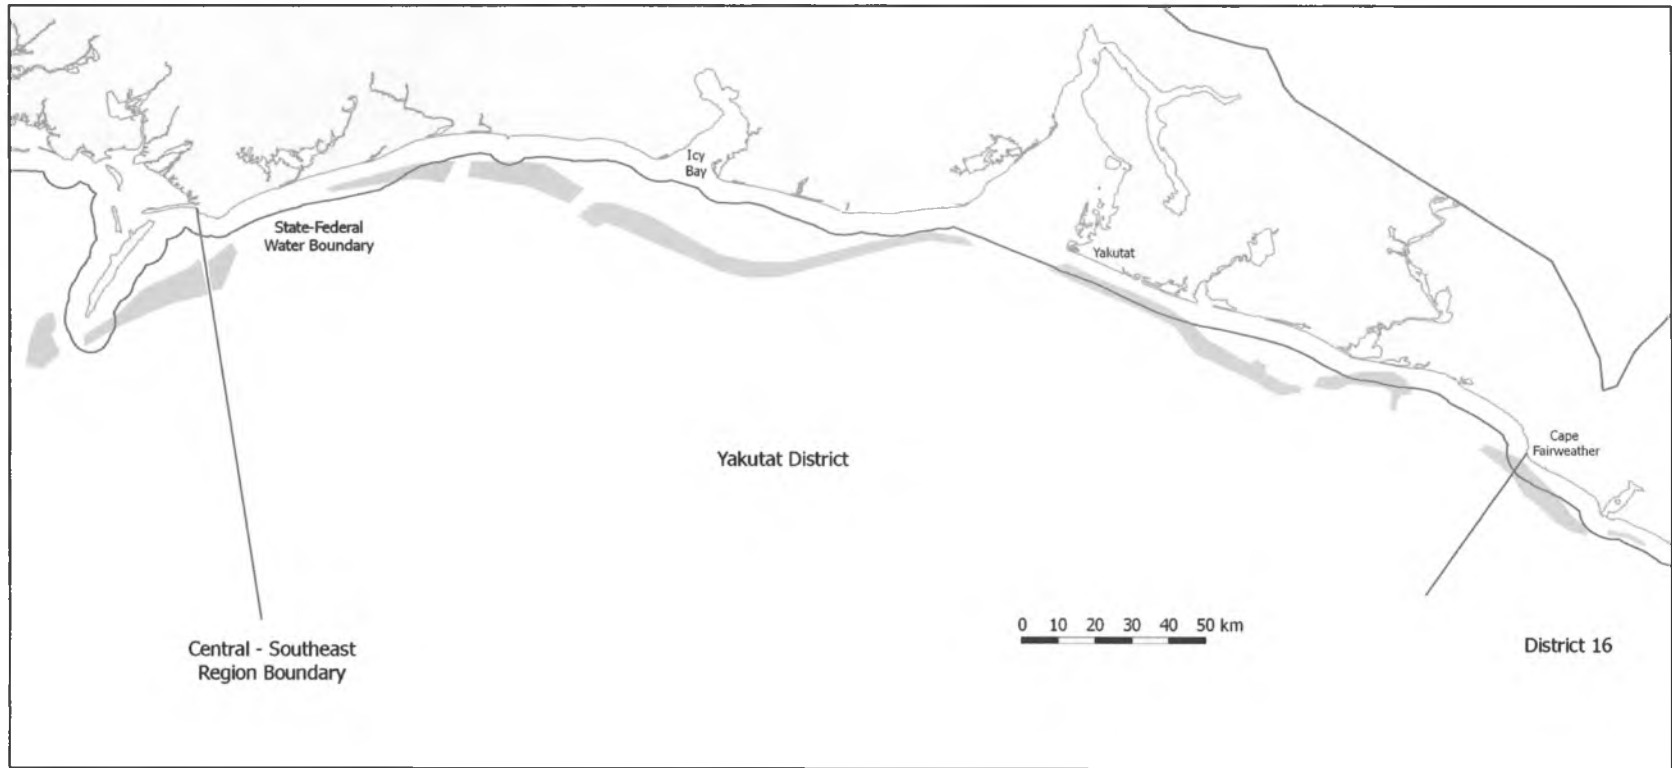 Icy
Bay
State-Federal
Water Boundary
Yakutat
Yakutat District
Cape
Fairweather
0 10 20 30 40 50 km
Central - Southeast
Region Boundary
District 16